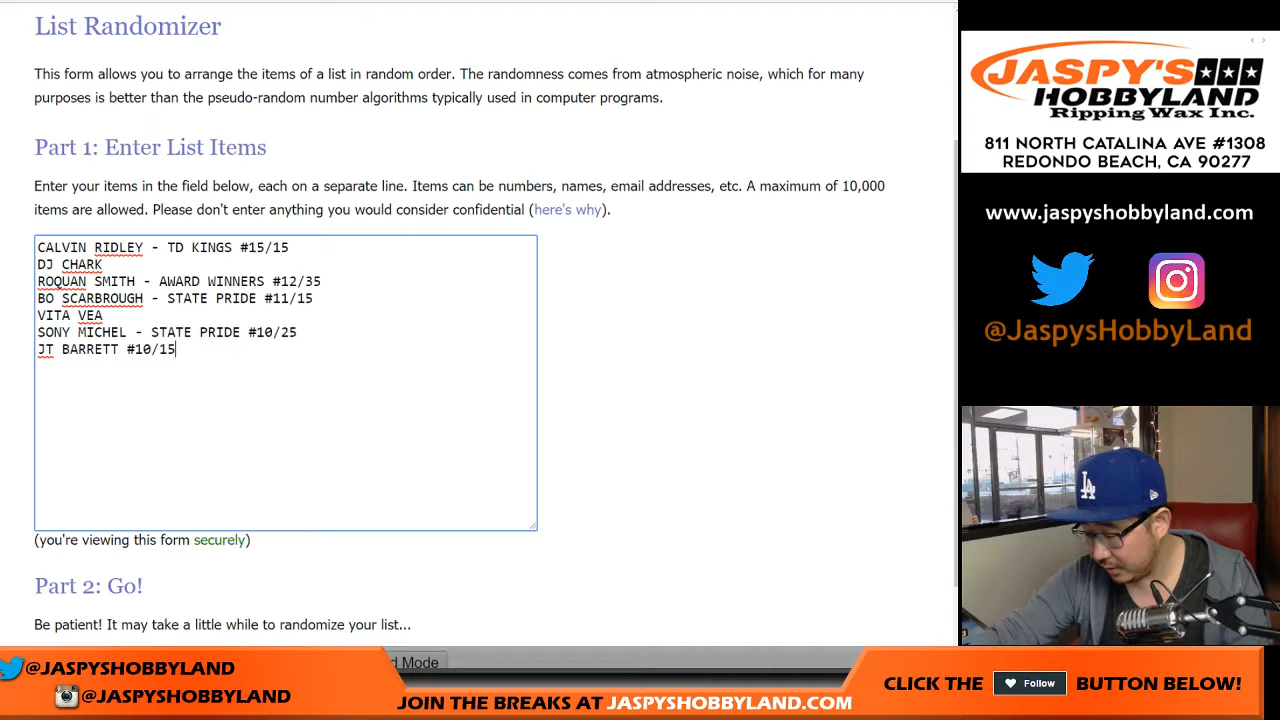 List Randomizer
This form allows you to arrange the items of a list in random order. The randomness comes from atmospheric noise, which for many
purposes is better than the pseudo-random number algorithms typically used in computer programs.
Part 1: Enter List Items
Enter your items in the field below, each on a separate line. Items can be numbers, names, email addresses, etc. A maximum of 10,000
items are allowed. Please don't enter anything you would consider confidential (here's why).
CALVIN RIDLEY - TD KINGS #15/15
DJ CHARK
ROQUAN SMITH - AWARD WINNERS #12/35
BO SCARBROUGH - STATE PRIDE #11/15
VITA VEA
SONY MICHEL - STATE PRIDE #10/25
JT BARRETT #10/15
(you're viewing this form securely)
Part 2: Go!
Be patient! It may take a little while to randomize your list...
d Mode
JASPY'S
HOBBYLAND
Ripping Wax Inc.
811 NORTH CATALINA AVE #1308
REDONDO BEACH, CA 90277
www.jaspyshobbyland.com
@JaspysHobbyLand
LA
@JASPYSHOBBYLAND
@JASPYSHOBBYLAND
JOIN THE BREAKS AT JASPYSHOBBYLAND.COM
CLICK THE Follow BUTTON BELOW!